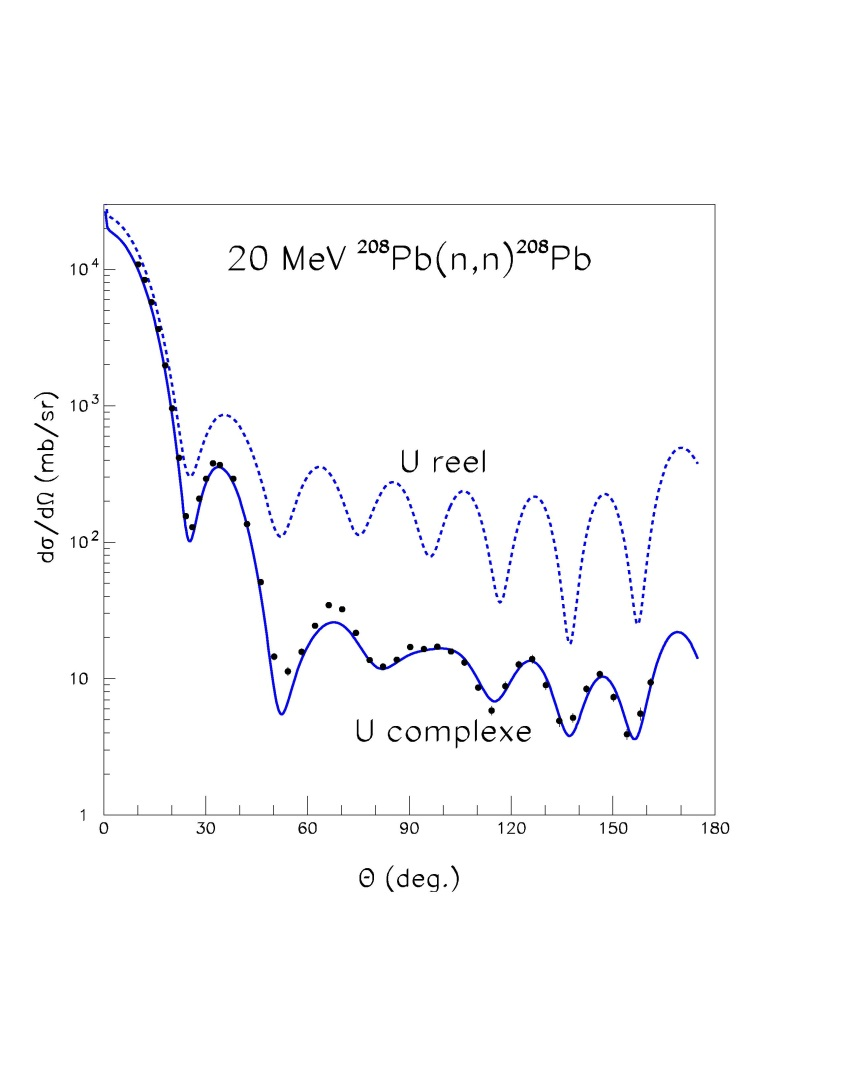 20 MeV ²⁰⁸Pb(n,n)²⁰⁸Pb
dσ/dΩ (mb/sr)
10⁴
10³
10²
10
1
U reel
U complexe
0 30 60 90 120 150 180
Θ (deg.)